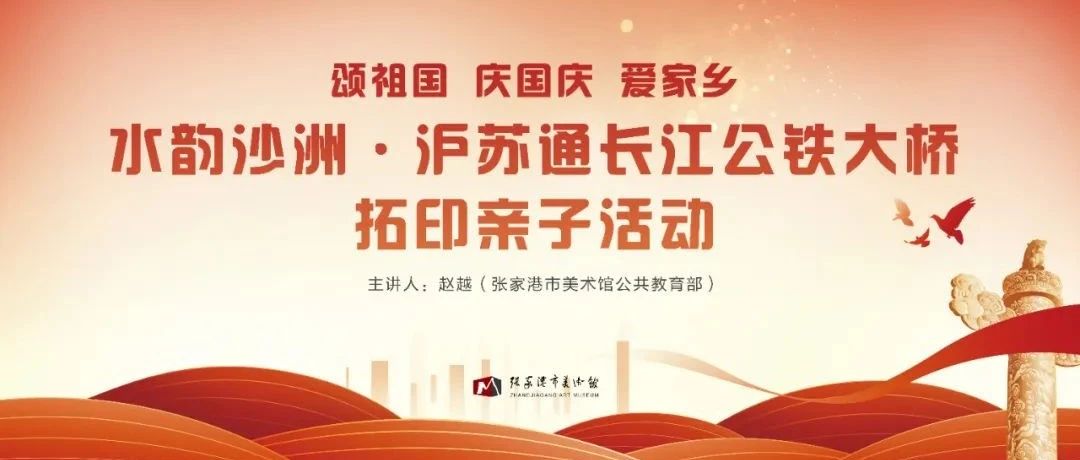 颂祖国 庆国庆 爱家乡
水韵沙洲·沪苏通长江公铁大桥
拓印亲子活动
主讲人：赵越（张家港市美术馆公共教育部）
张家港市美术馆
ZHANGJIAGANG ART MUSEUM